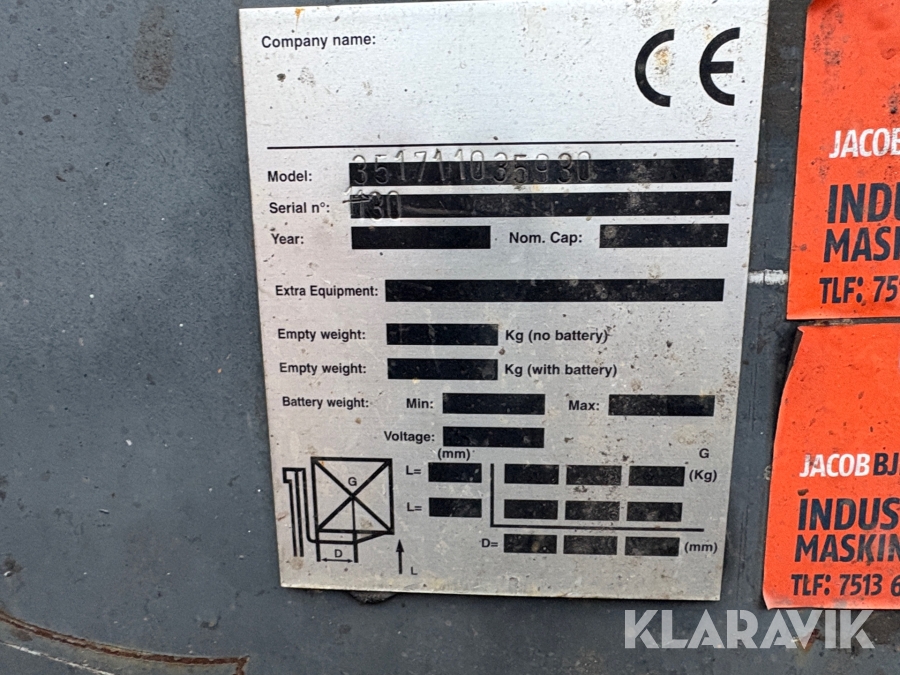 Company name:
CE
Model: 351711035930
Serial n°: 1130
Year: Nom. Cap:
Extra Equipment:
Empty weight: Kg (no battery)
Empty weight: Kg (with battery)
Battery weight: Min: Max:
Voltage:
(mm) G
L= (Kg)
L=
D= (mm)
G
D
L
JACOB
INDU
MASK
TLF: 751
JACOB BJ
INDUS
MASKIN
TLF: 7513 6
KLARAVIK